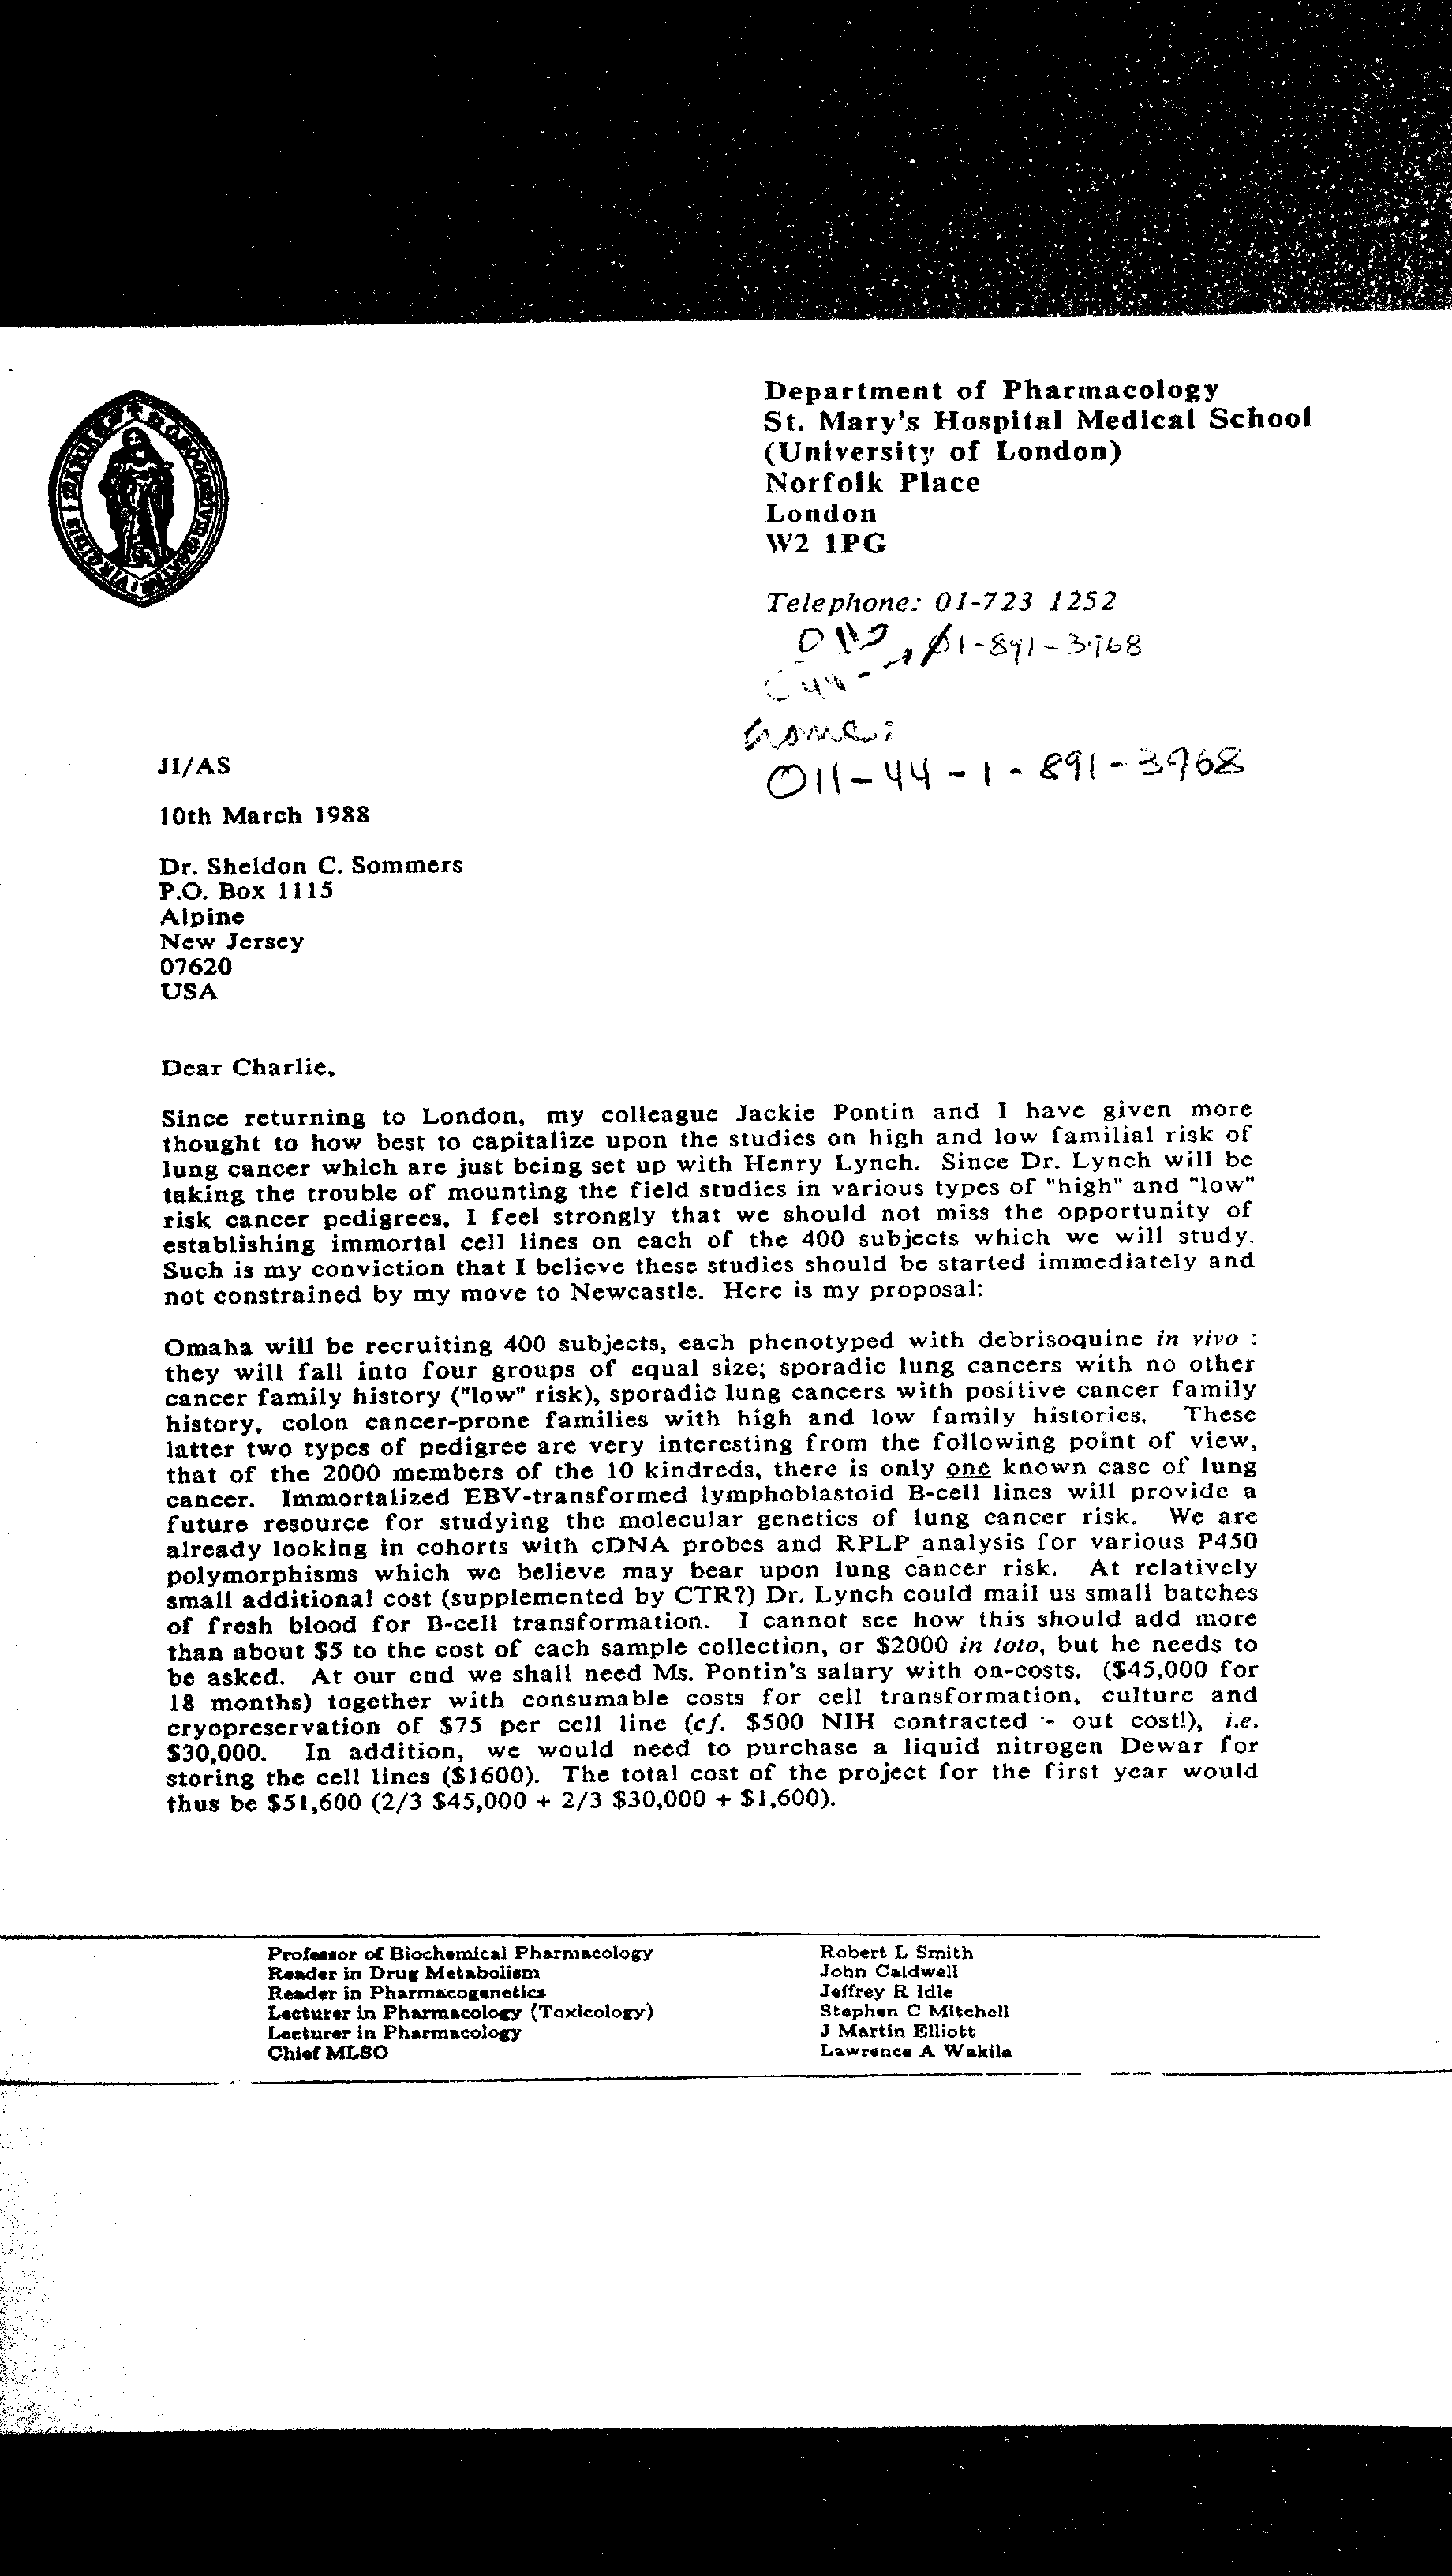 Department of Pharmacology
St. Mary's Hospital Medical School
(University of London)
Norfolk Place
London
W2 1PG
Telephone: 01-723 1252
01-891-3968
44
home:
011-44-1-891-3968
JI/AS
10th March 1988
Dr. Sheldon C. Sommers
P.O. Box 1115
Alpine
New Jersey
07620
USA
Dear Charlie,
Since returning to London, my colleague Jackie Pontin and I have given more
thought to how best to capitalize upon the studies on high and low familial risk of
lung cancer which are just being set up with Henry Lynch. Since Dr. Lynch will be
taking the trouble of mounting the field studies in various types of "high" and "low"
risk cancer pedigrees, I feel strongly that we should not miss the opportunity of
establishing immortal cell lines on each of the 400 subjects which we will study.
Such is my conviction that I believe these studies should be started immediately and
not constrained by my move to Newcastle. Here is my proposal:
Omaha will be recruiting 400 subjects, each phenotyped with debrisoquine in vivo :
they will fall into four groups of equal size; sporadic lung cancers with no other
cancer family history ("low" risk), sporadic lung cancers with positive cancer family
history, colon cancer-prone families with high and low family histories. These
latter two types of pedigree are very interesting from the following point of view,
that of the 2000 members of the 10 kindreds, there is only one known case of lung
cancer. Immortalized EBV-transformed lymphoblastoid B-cell lines will provide a
future resource for studying the molecular genetics of lung cancer risk. We are
already looking in cohorts with cDNA probes and RPLP analysis for various P450
polymorphisms which we believe may bear upon lung cancer risk. At relatively
small additional cost (supplemented by CTR?) Dr. Lynch could mail us small batches
of fresh blood for B-cell transformation. I cannot see how this should add more
than about $5 to the cost of each sample collection, or $2000 in toto, but he needs to
be asked. At our end we shall need Ms. Pontin's salary with on-costs. ($45,000 for
18 months) together with consumable costs for cell transformation, culture and
cryopreservation of $75 per cell line (cf. $500 NIH contracted - out cost!), i.e.
$30,000. In addition, we would need to purchase a liquid nitrogen Dewar for
storing the cell lines ($1600). The total cost of the project for the first year would
thus be $51,600 (2/3 $45,000 + 2/3 $30,000 + $1,600).
Professor of Biochemical Pharmacology Robert L Smith
Reader in Drug Metabolism John Caldwell
Reader in Pharmacogenetics Jeffrey R Idle
Lecturer in Pharmacology (Toxicology) Stephen C Mitchell
Lecturer in Pharmacology J Martin Elliott
Chief MLSO Lawrence A Wakile